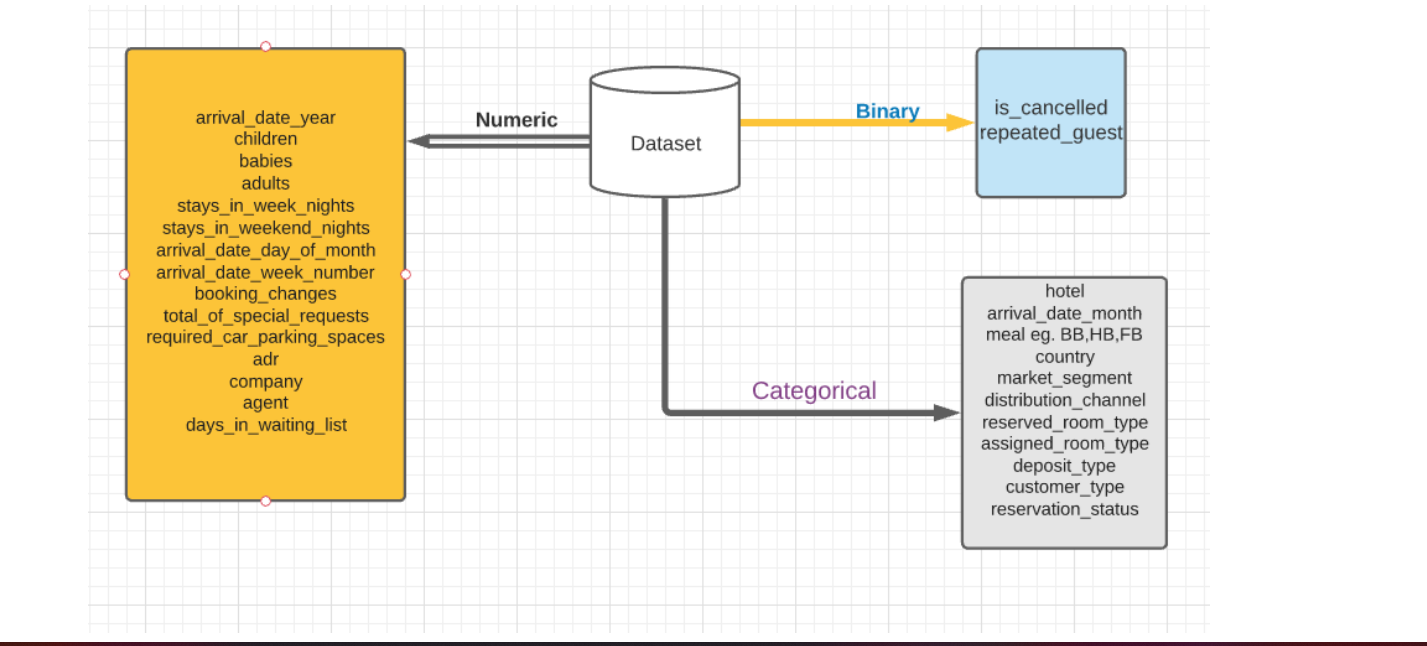 arrival_date_year
children
babies
adults
stays_in_week_nights
stays_in_weekend_nights
arrival_date_day_of_month
arrival_date_week_number
booking_changes
total_of_special_requests
required_car_parking_spaces
adr
company
agent
days_in_waiting_list
Numeric
Dataset
Binary
is_cancelled
repeated_guest
Categorical
hotel
arrival_date_month
meal eg. BB,HB,FB
country
market_segment
distribution_channel
reserved_room_type
assigned_room_type
deposit_type
customer_type
reservation_status